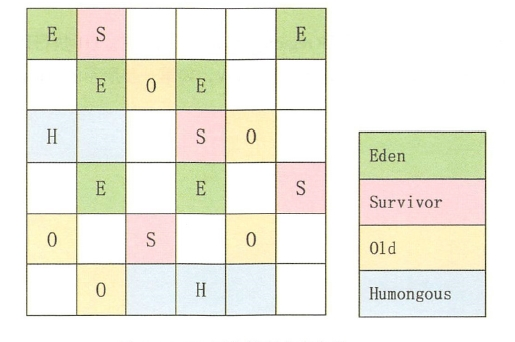 E S E
E O E
H S O
E E S
O S O
O H
Eden
Survivor
Old
Humongous